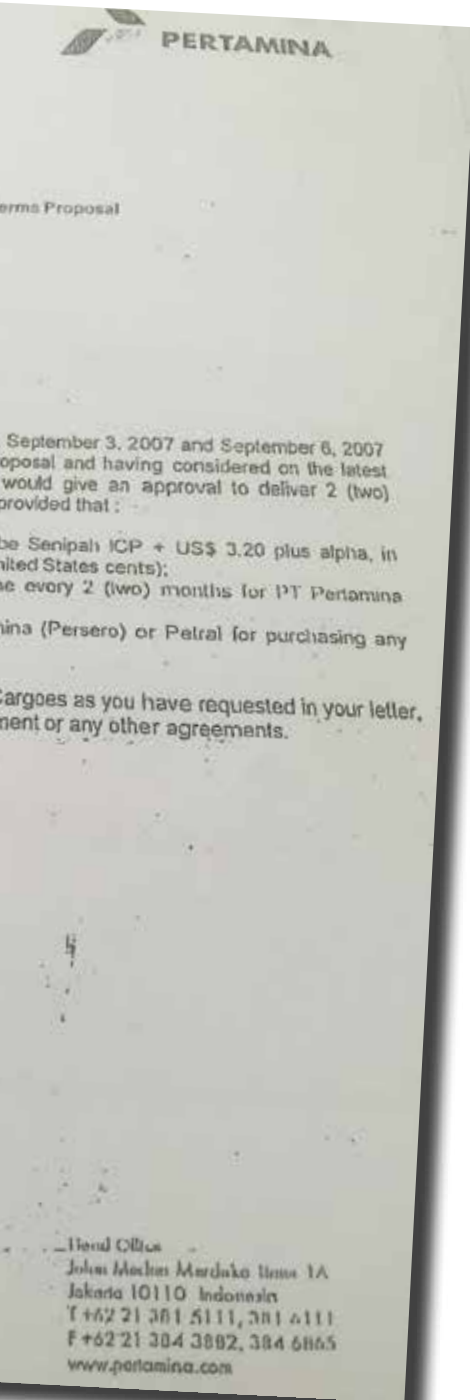 PERTAMINA
erms Proposal
September 3, 2007 and September 6, 2007
oposal and having considered on the latest
would give an approval to deliver 2 (two)
provided that :
be Senipah ICP + US$ 3.20 plus alpha, in
nited States cents);
ne every 2 (two) months for PT Pertamina
nina (Persero) or Petral for purchasing any
Cargoes as you have requested in your letter,
ment or any other agreements.
Head Office
Jalan Medan Merdeka Timur 1A
Jakarta 10110 Indonesia
T +62 21 381 5111, 381 6111
F +62 21 384 3882, 384 6865
www.pertamina.com